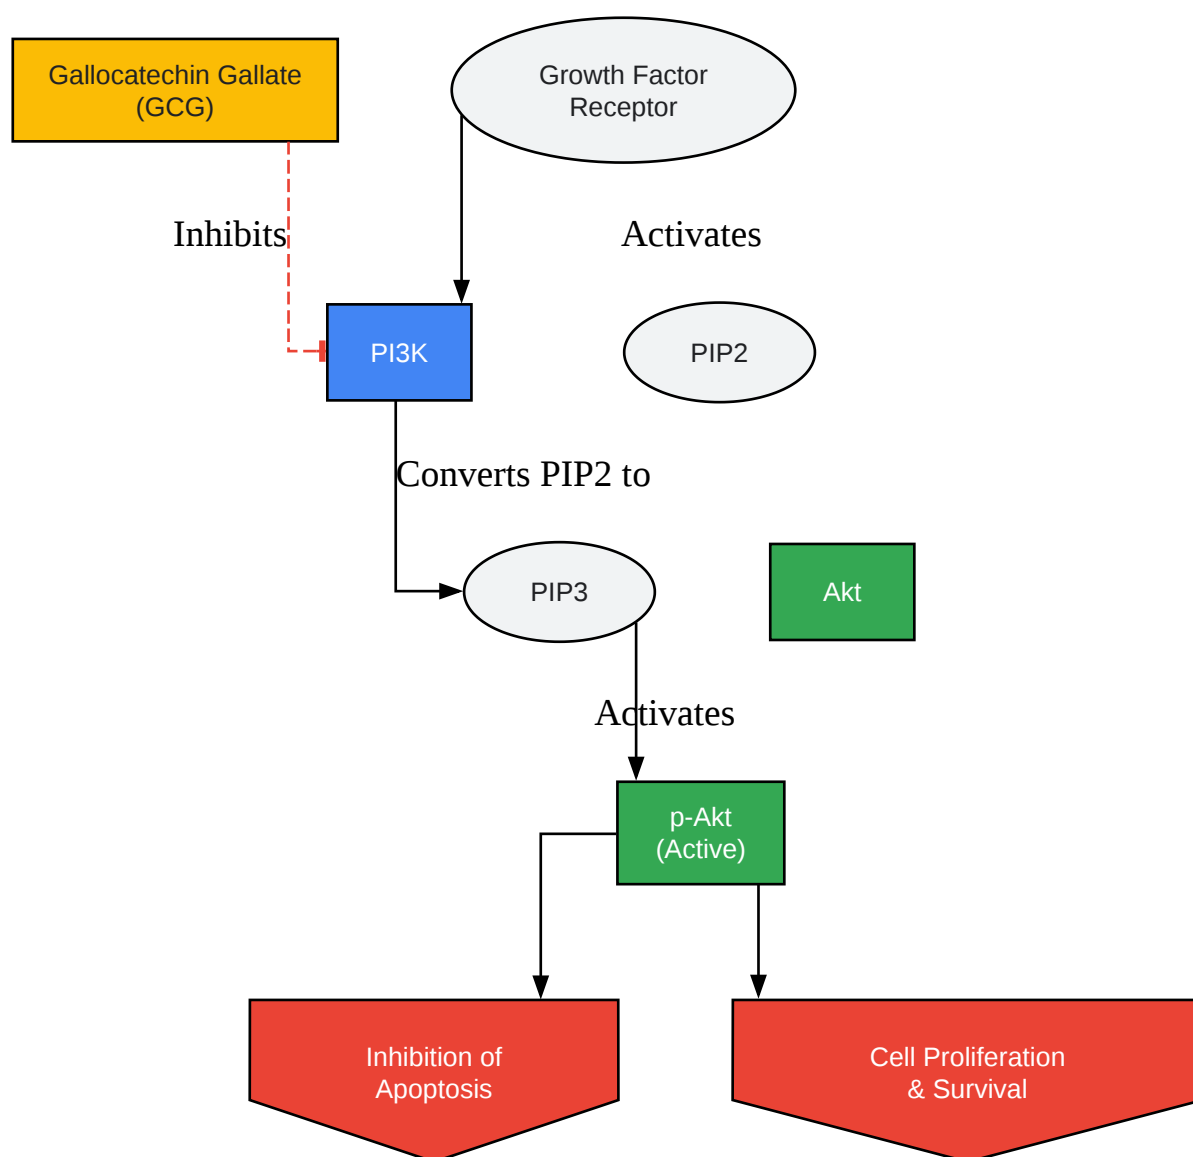 Gallocatechin Gallate
(GCG)
Growth Factor
Receptor
Inhibits
Activates
PI3K
PIP2
Converts PIP2 to
PIP3
Akt
Activates
p-Akt
(Active)
Inhibition of
Apoptosis
Cell Proliferation
& Survival